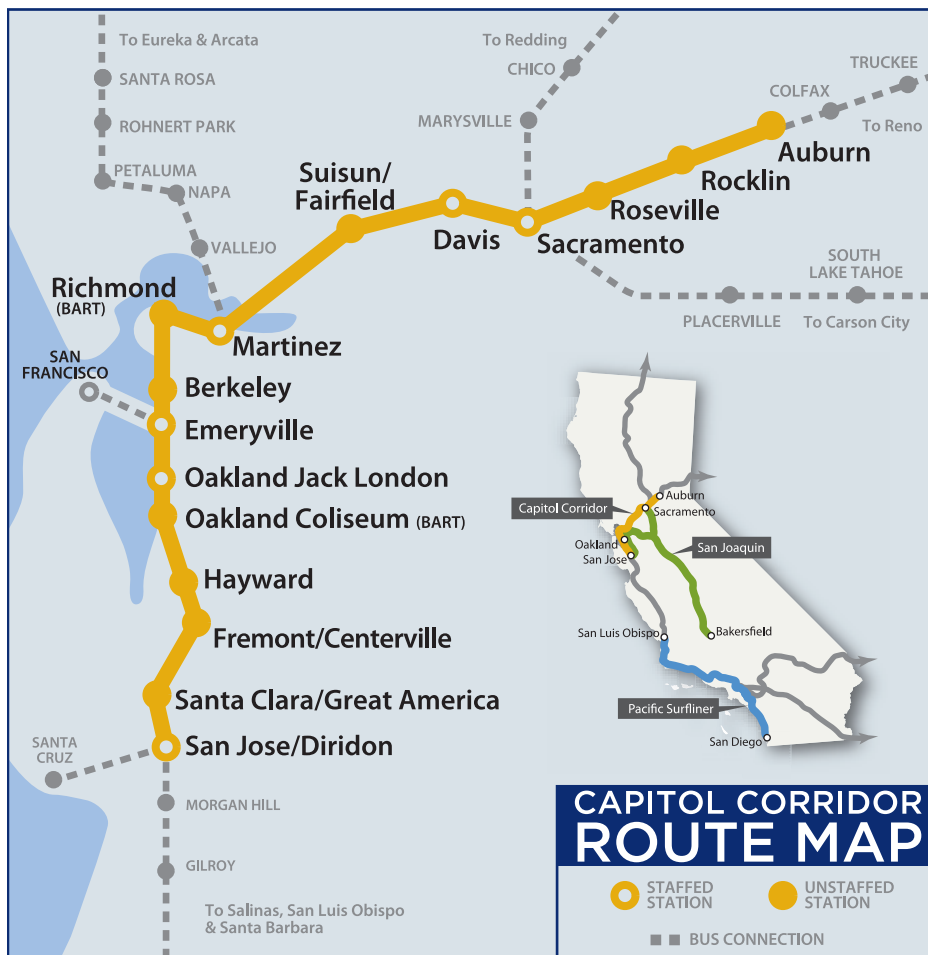 To Eureka & Arcata
SANTA ROSA
ROHNERT PARK
PETALUMA
NAPA
VALLEJO
To Redding
CHICO
MARYSVILLE
TRUCKEE
COLFAX
To Reno
Auburn
Rocklin
Roseville
Sacramento
Davis
Suisun/
Fairfield
SOUTH
LAKE TAHOE
PLACERVILLE
To Carson City
Richmond
(BART)
Martinez
SAN
FRANCISCO
Berkeley
Emeryville
Oakland Jack London
Oakland Coliseum (BART)
Hayward
Fremont/Centerville
Santa Clara/Great America
San Jose/Diridon
SANTA
CRUZ
MORGAN HILL
GILROY
To Salinas, San Luis Obispo
& Santa Barbara
Auburn
Sacramento
Capitol Corridor
Oakland
San Jose
San Joaquin
San Luis Obispo
Bakersfield
Pacific Surfliner
San Diego
CAPITOL CORRIDOR
ROUTE MAP
STAFFED
STATION
UNSTAFFED
STATION
BUS CONNECTION